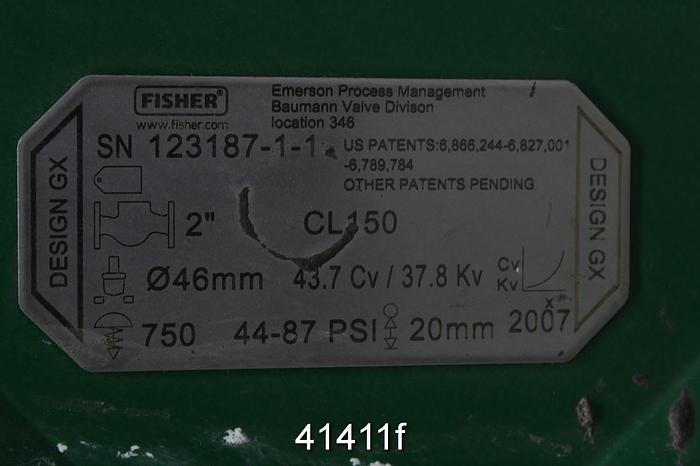 FISHER®
www.fisher.com
Emerson Process Management
Baumann Valve Divison
location 346
SN 123187-1-1
US PATENTS:6,866,244-6,827,001
-6,789,784
OTHER PATENTS PENDING
DESIGN GX
DESIGN GX
2" CL150
Ø46mm 43.7 Cv / 37.8 Kv
Cv
Kv
X
750 44-87 PSI 20mm 2007
41411f